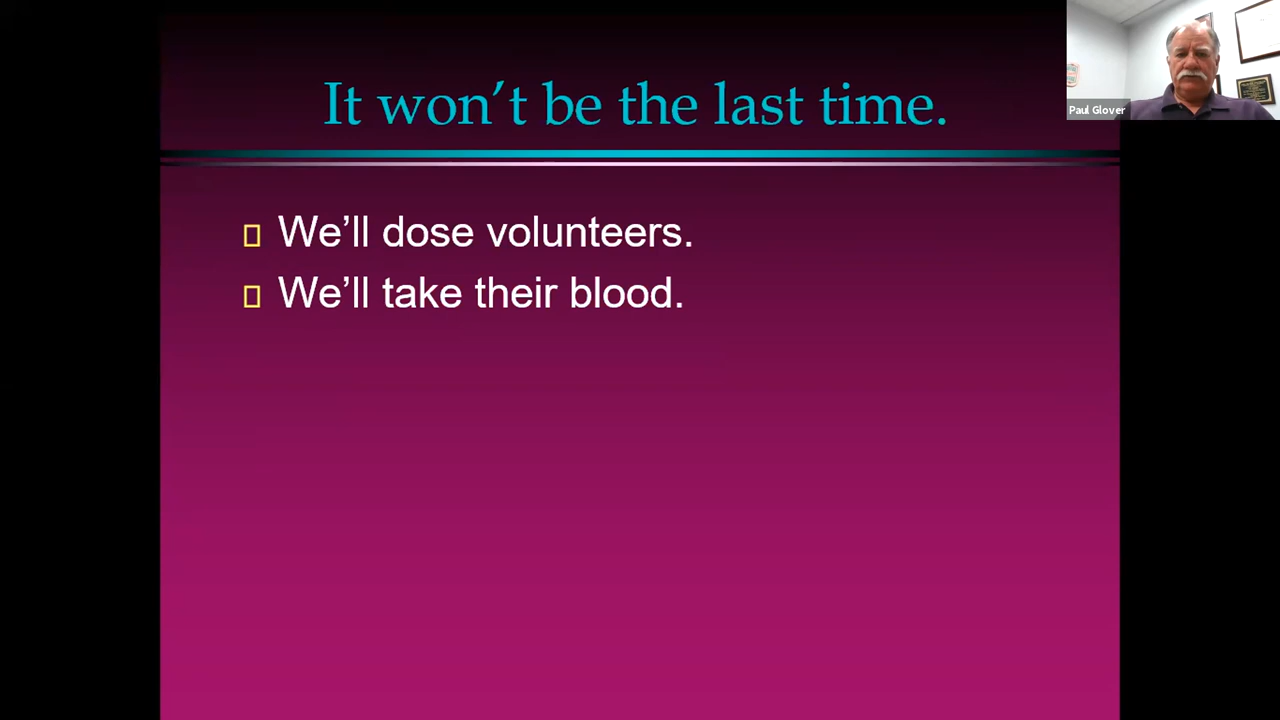 It won’t be the last time.
We’ll dose volunteers.
We’ll take their blood.
Paul Glover